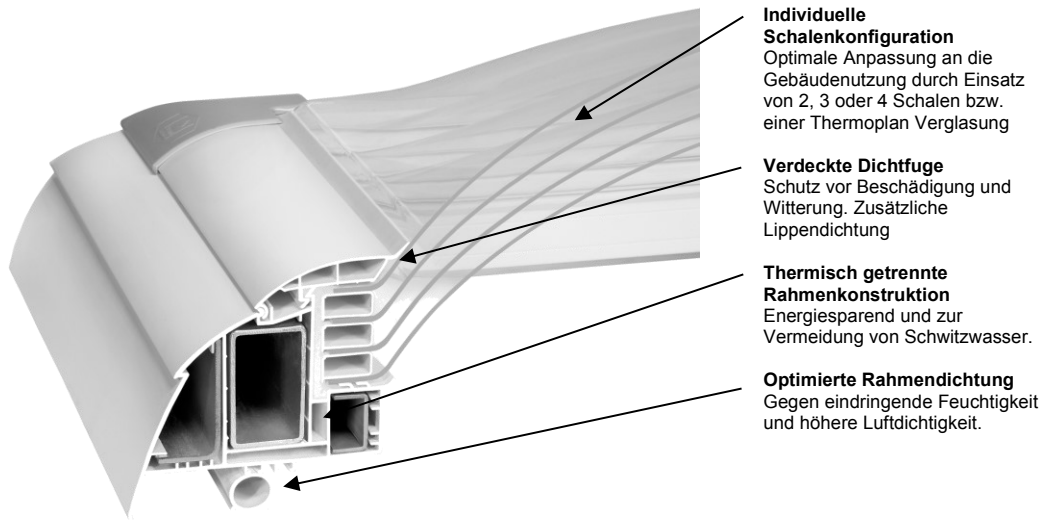 Individuelle
Schalenkonfiguration
Optimale Anpassung an die
Gebäudenutzung durch Einsatz
von 2, 3 oder 4 Schalen bzw.
einer Thermoplan Verglasung
Verdeckte Dichtfuge
Schutz vor Beschädigung und
Witterung. Zusätzliche
Lippendichtung
Thermisch getrennte
Rahmenkonstruktion
Energiesparend und zur
Vermeidung von Schwitzwasser.
Optimierte Rahmendichtung
Gegen eindringende Feuchtigkeit
und höhere Luftdichtigkeit.